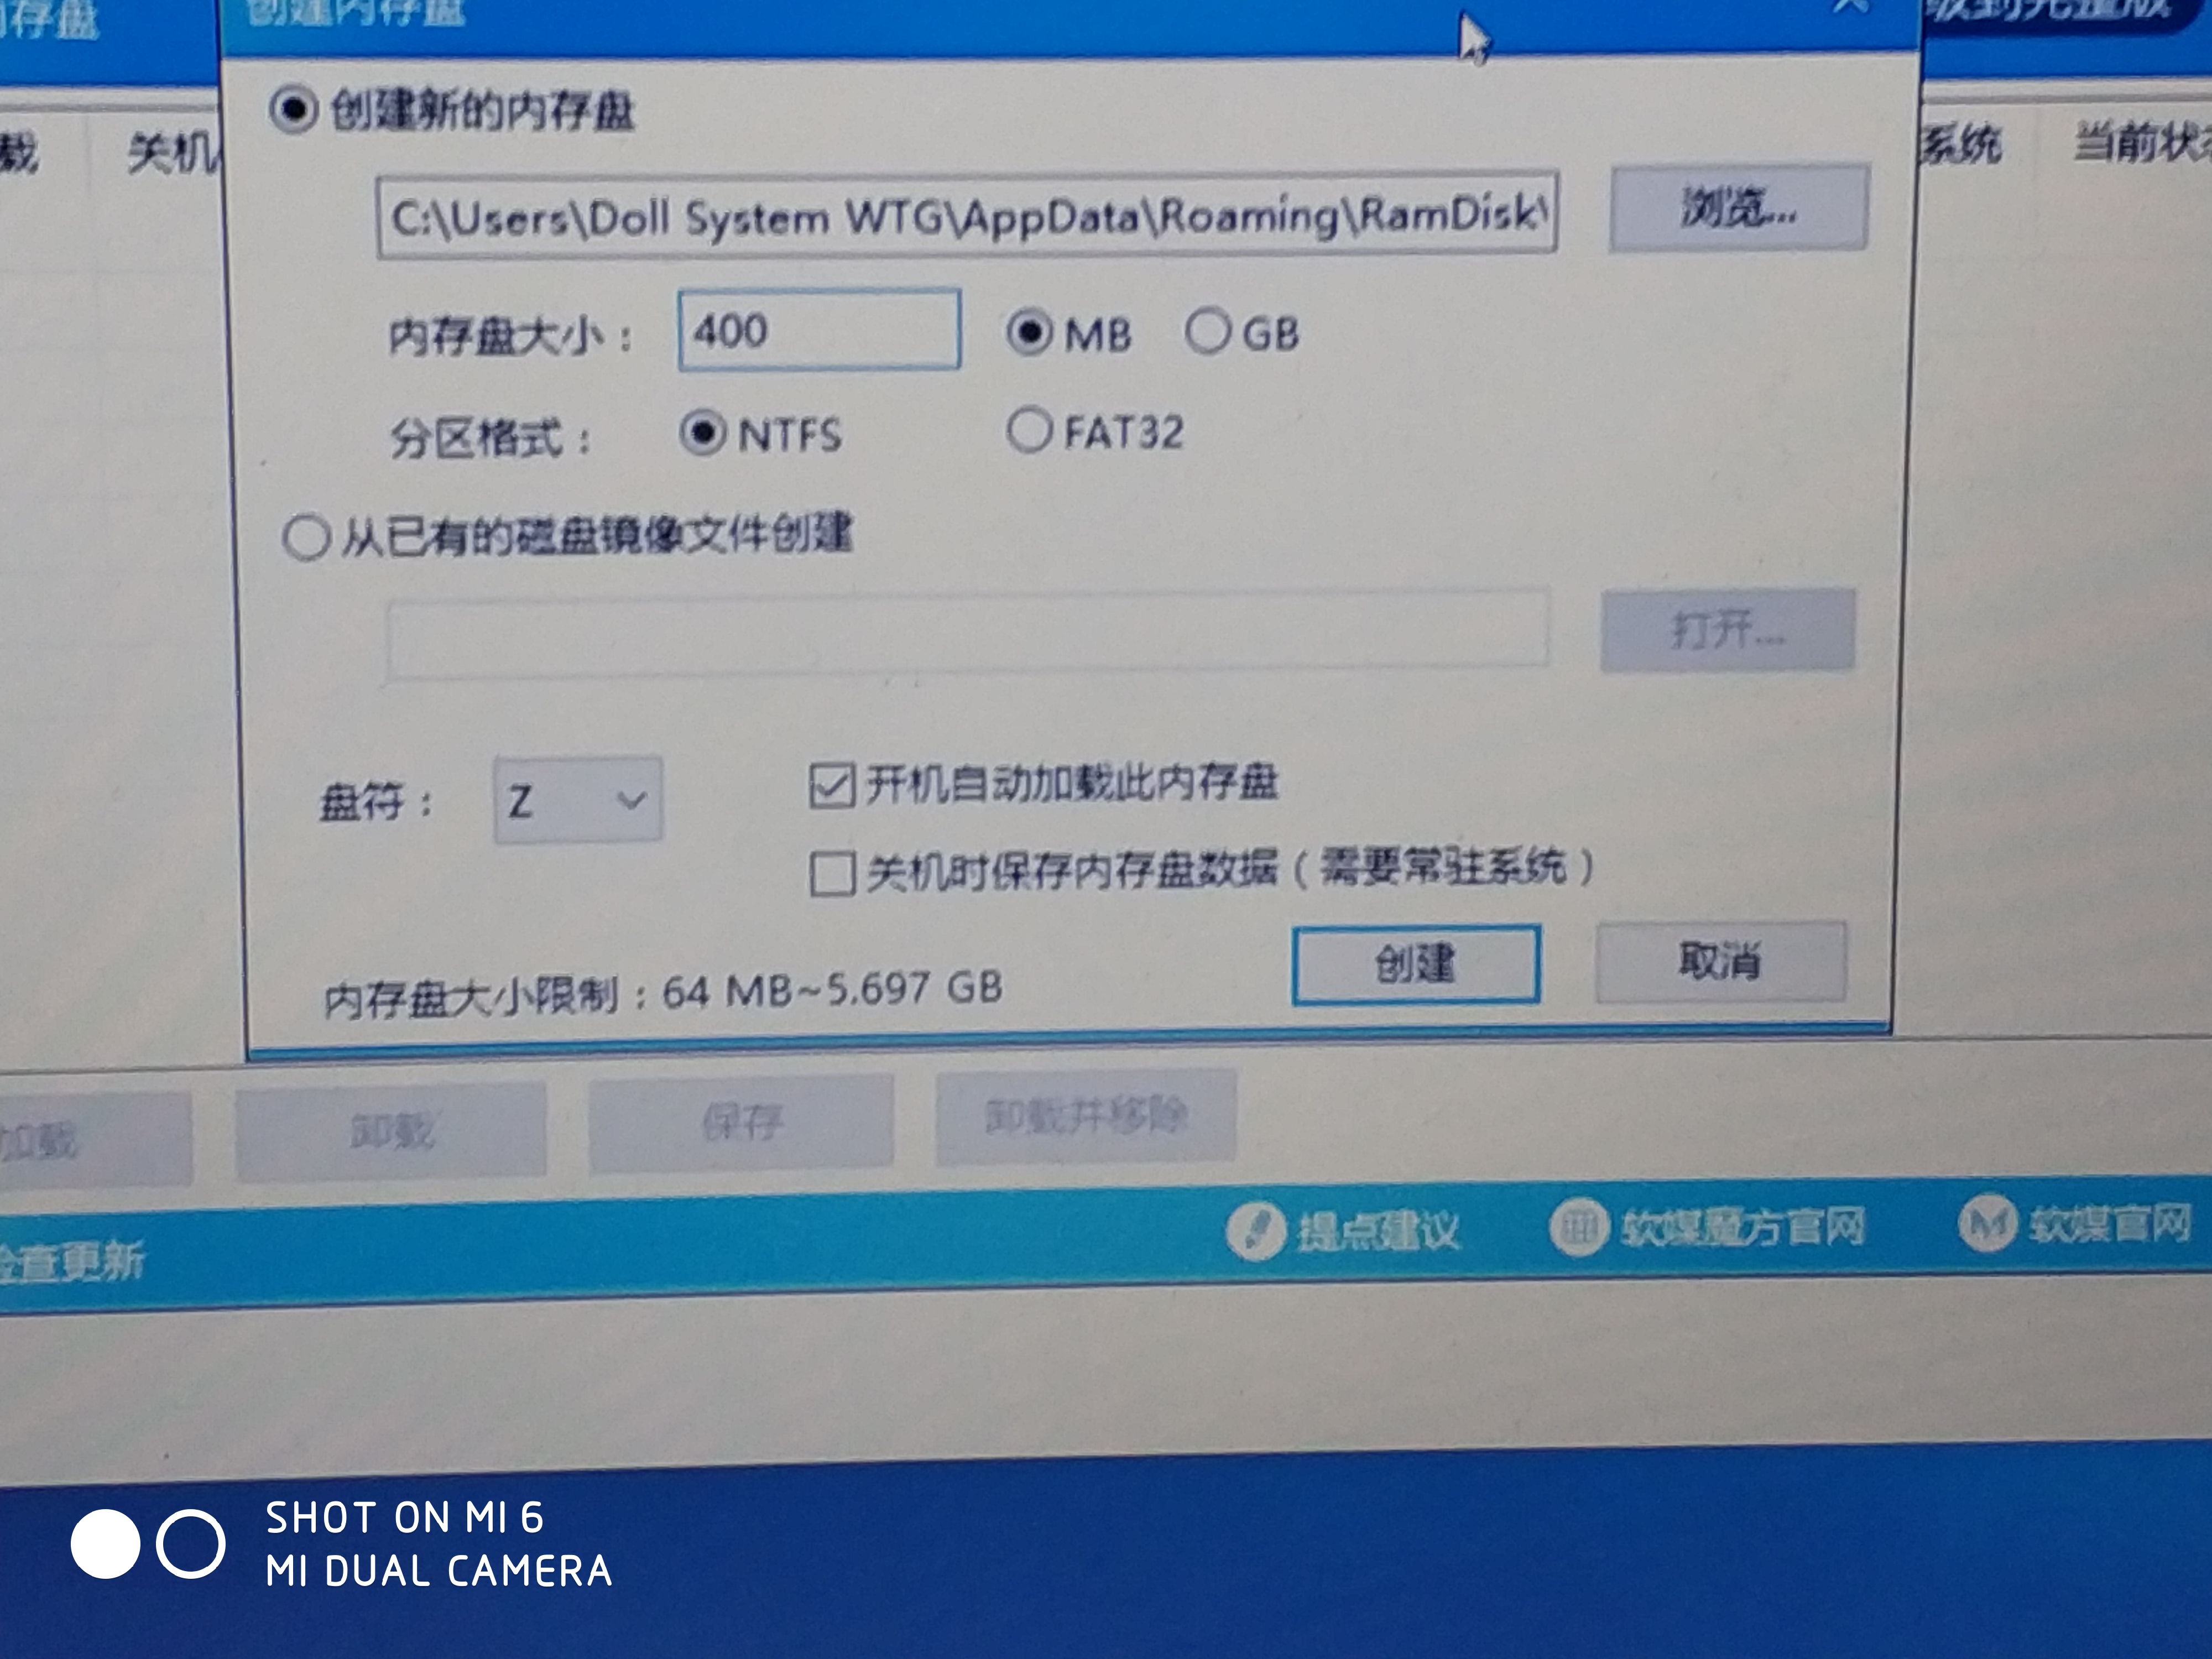 存盘
创建内存盘
载
关机
系统
当前状
创建新的内存盘
C:\Users\Doll System WTG\AppData\Roaming\RamDisk\
浏览...
内存盘大小：
400
MB
GB
分区格式：
NTFS
FAT32
从已有的磁盘镜像文件创建
打开...
盘符：
Z
开机自动加载此内存盘
关机时保存内存盘数据（需要常驻系统）
内存盘大小限制：64 MB~5.697 GB
创建
取消
加载
卸载
保存
卸载并移除
检查更新
提点建议
软媒魔方官网
软媒官网
SHOT ON MI 6
MI DUAL CAMERA